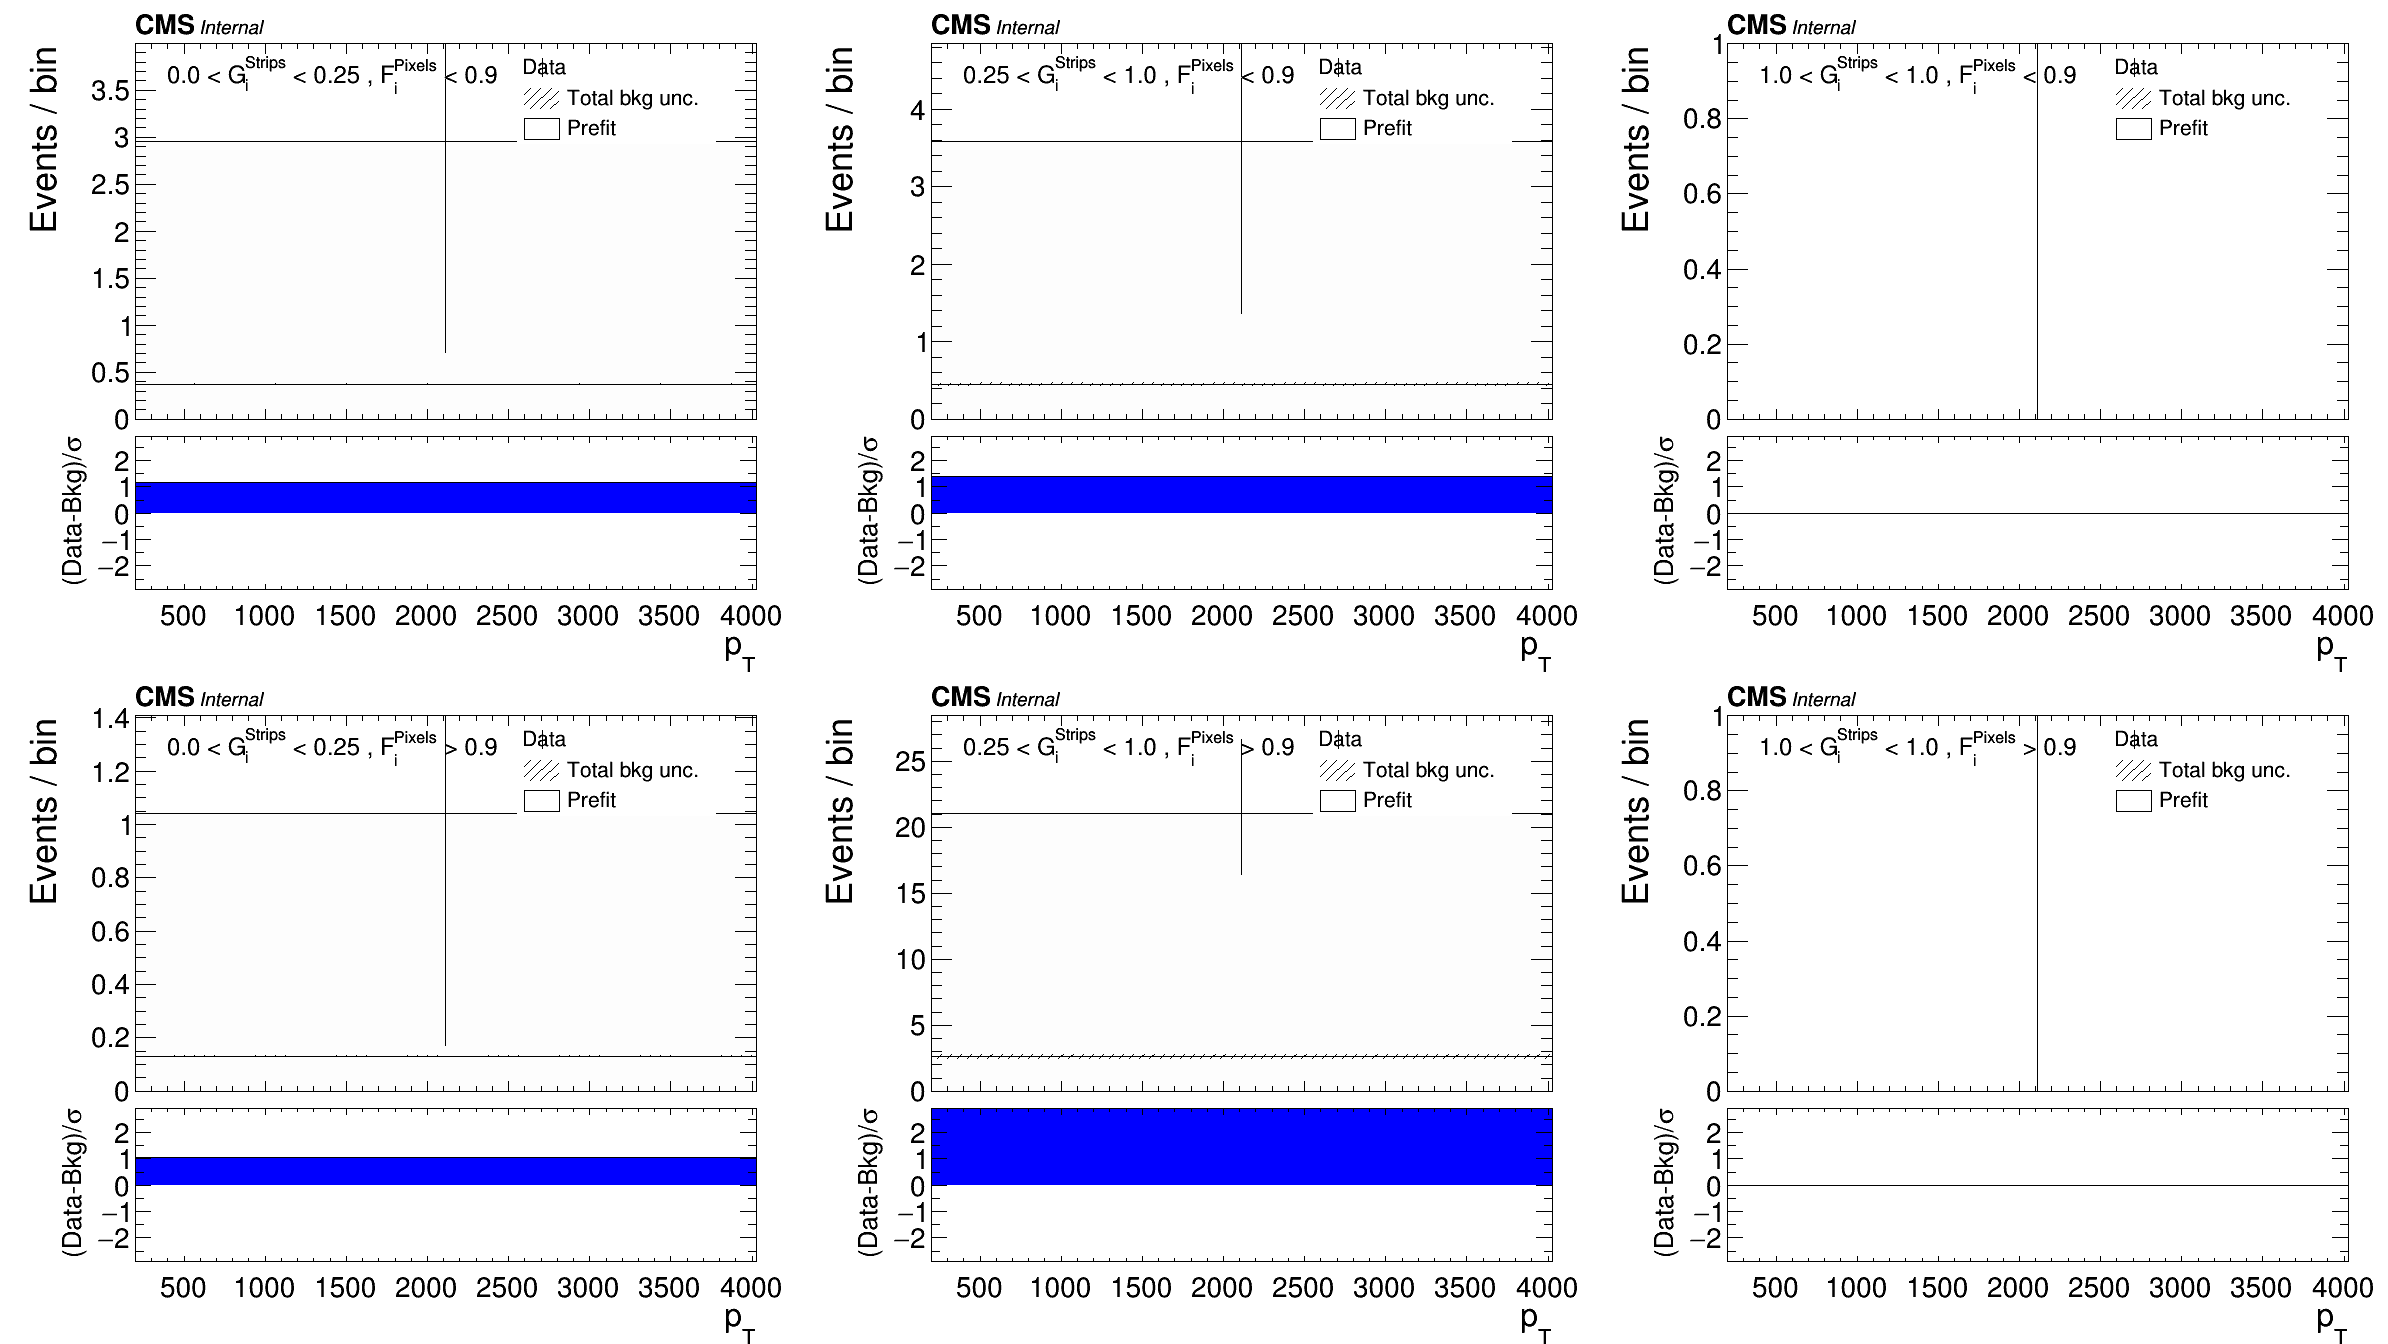 CMS Internal
Events / bin
0.0 < G_i^Strips < 0.25 , F_i^Pixels < 0.9
Data
Total bkg unc.
Prefit
3.5
3
2.5
2
1.5
1
0.5
0
(Data-Bkg)/σ
2
1
0
−1
−2
500 1000 1500 2000 2500 3000 3500 4000
p_T
CMS Internal
Events / bin
0.25 < G_i^Strips < 1.0 , F_i^Pixels < 0.9
Data
Total bkg unc.
Prefit
4
3
2
1
0
(Data-Bkg)/σ
2
1
0
−1
−2
500 1000 1500 2000 2500 3000 3500 4000
p_T
CMS Internal
Events / bin
1.0 < G_i^Strips < 1.0 , F_i^Pixels < 0.9
Data
Total bkg unc.
Prefit
1
0.8
0.6
0.4
0.2
0
(Data-Bkg)/σ
2
1
0
−1
−2
500 1000 1500 2000 2500 3000 3500 4000
p_T
CMS Internal
Events / bin
0.0 < G_i^Strips < 0.25 , F_i^Pixels > 0.9
Data
Total bkg unc.
Prefit
1.4
1.2
1
0.8
0.6
0.4
0.2
0
(Data-Bkg)/σ
2
1
0
−1
−2
500 1000 1500 2000 2500 3000 3500 4000
p_T
CMS Internal
Events / bin
0.25 < G_i^Strips < 1.0 , F_i^Pixels > 0.9
Data
Total bkg unc.
Prefit
25
20
15
10
5
0
(Data-Bkg)/σ
2
1
0
−1
−2
500 1000 1500 2000 2500 3000 3500 4000
p_T
CMS Internal
Events / bin
1.0 < G_i^Strips < 1.0 , F_i^Pixels > 0.9
Data
Total bkg unc.
Prefit
1
0.8
0.6
0.4
0.2
0
(Data-Bkg)/σ
2
1
0
−1
−2
500 1000 1500 2000 2500 3000 3500 4000
p_T